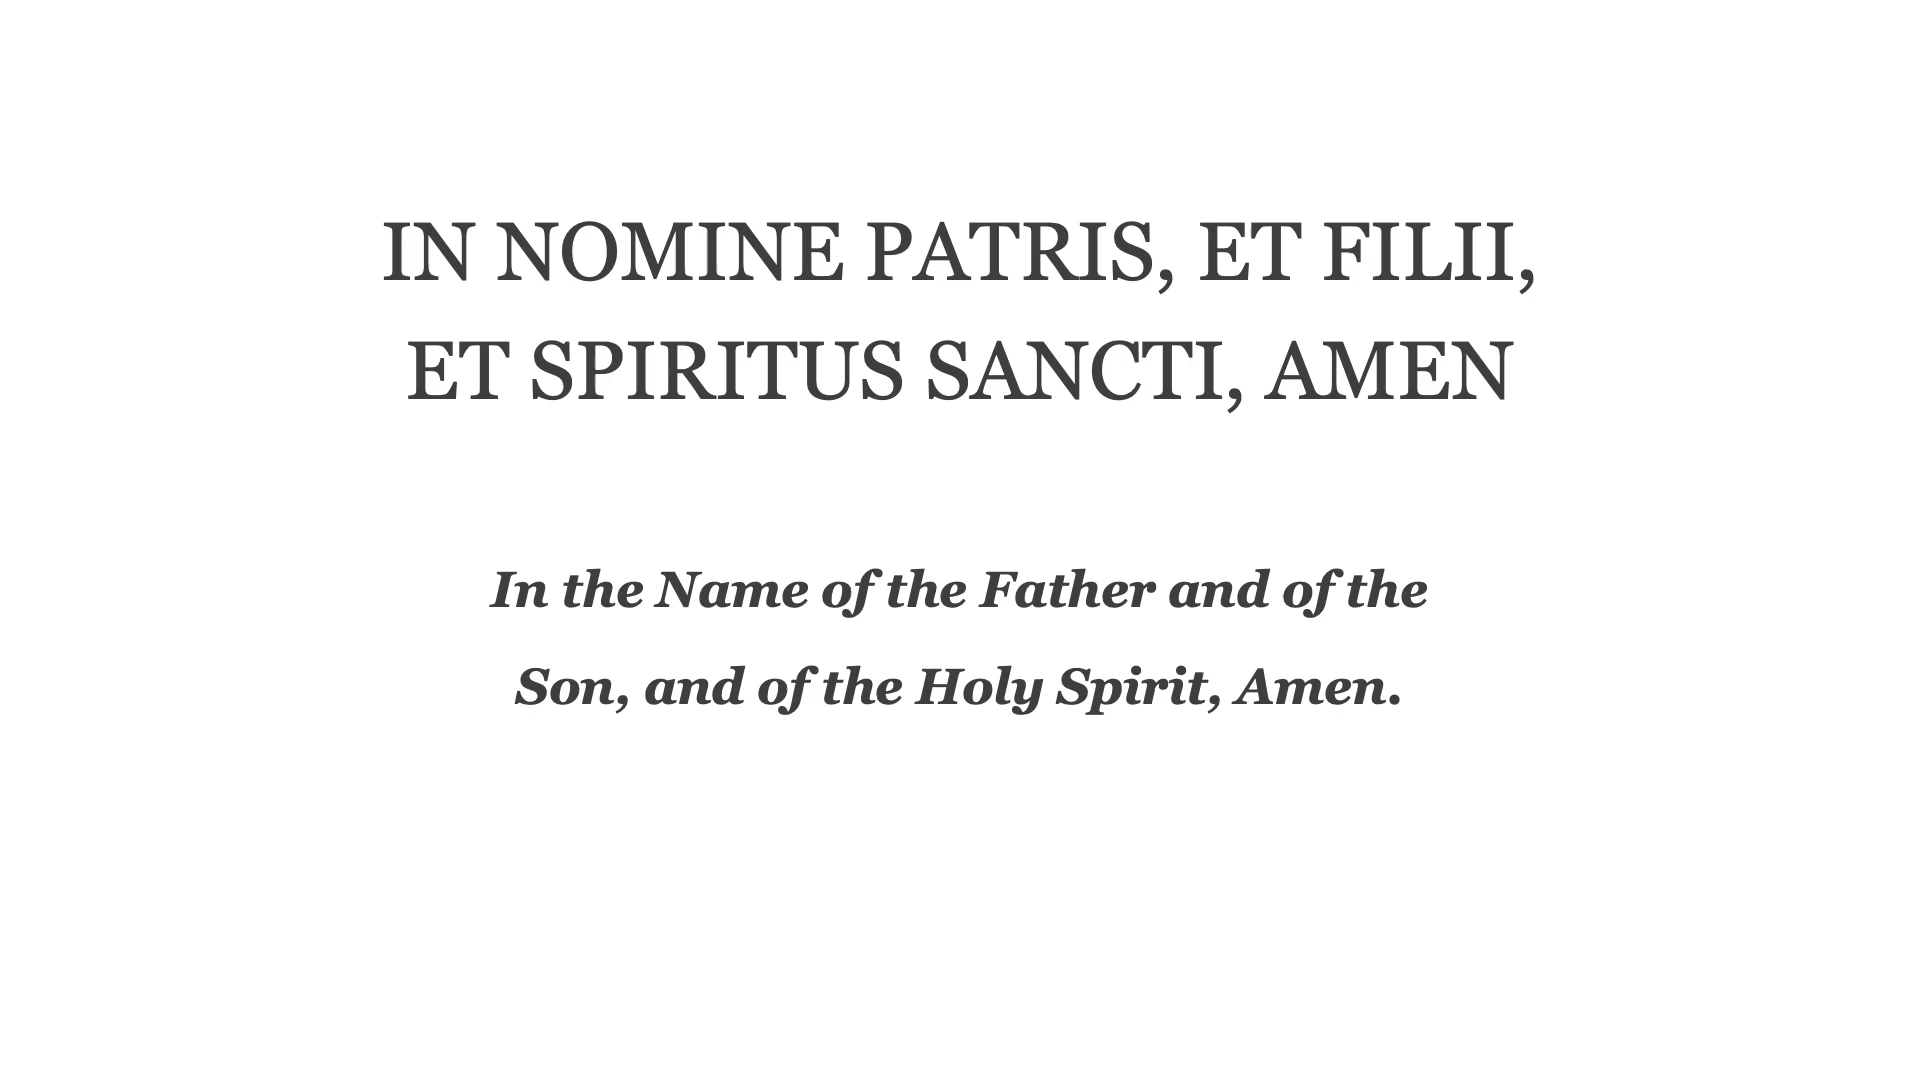 IN NOMINE PATRIS, ET FILII,
ET SPIRITUS SANCTI, AMEN
In the Name of the Father and of the
Son, and of the Holy Spirit, Amen.